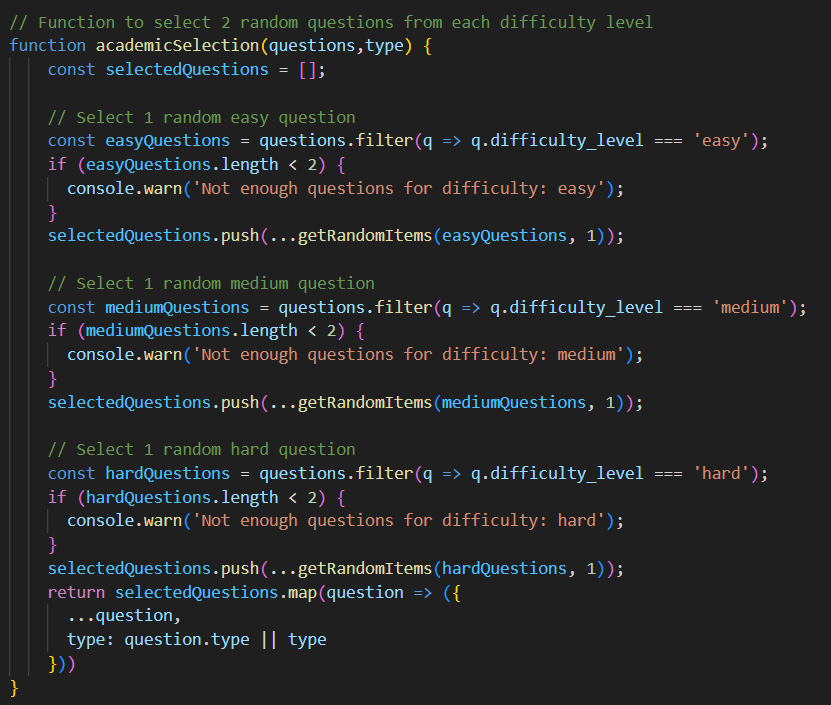 // Function to select 2 random questions from each difficulty level
function academicSelection(questions,type) {
    const selectedQuestions = [];

    // Select 1 random easy question
    const easyQuestions = questions.filter(q => q.difficulty_level === 'easy');
    if (easyQuestions.length < 2) {
      console.warn('Not enough questions for difficulty: easy');
    }
    selectedQuestions.push(...getRandomItems(easyQuestions, 1));

    // Select 1 random medium question
    const mediumQuestions = questions.filter(q => q.difficulty_level === 'medium');
    if (mediumQuestions.length < 2) {
      console.warn('Not enough questions for difficulty: medium');
    }
    selectedQuestions.push(...getRandomItems(mediumQuestions, 1));

    // Select 1 random hard question
    const hardQuestions = questions.filter(q => q.difficulty_level === 'hard');
    if (hardQuestions.length < 2) {
      console.warn('Not enough questions for difficulty: hard');
    }
    selectedQuestions.push(...getRandomItems(hardQuestions, 1));
    return selectedQuestions.map(question => ({
      ...question,
      type: question.type || type
    }))
}